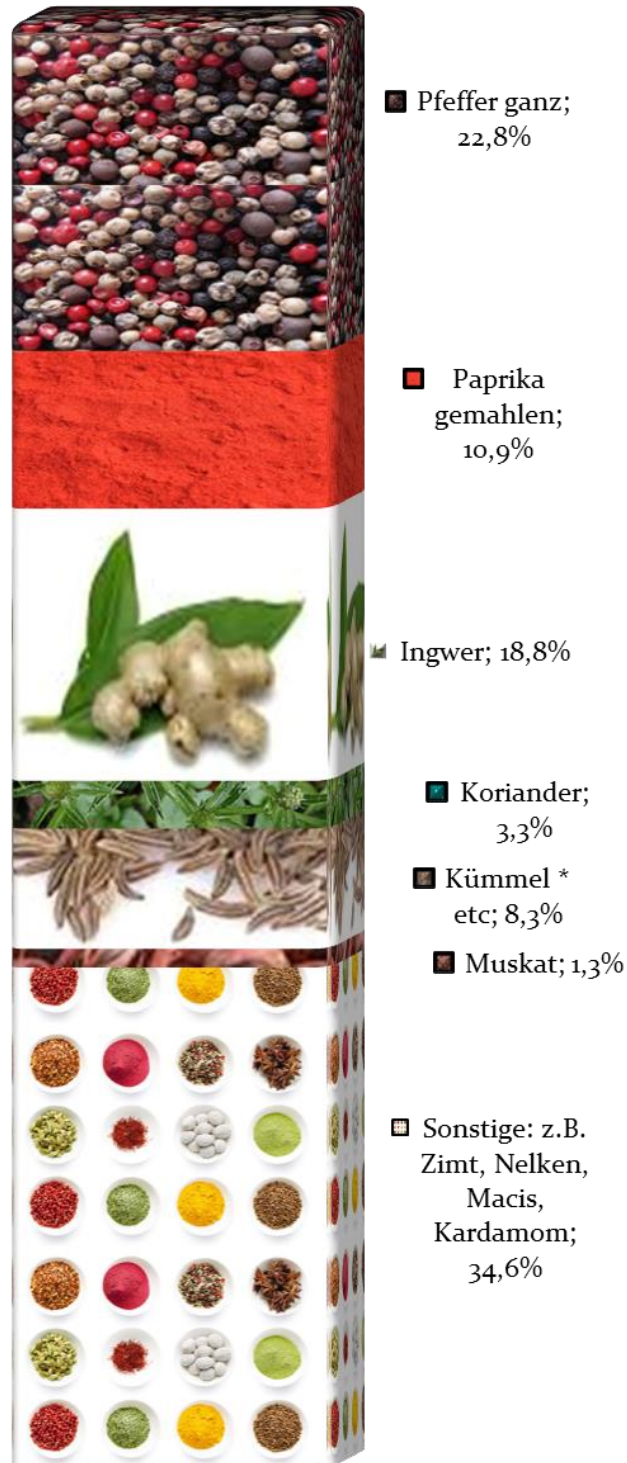 Pfeffer ganz;
22,8%
Paprika
gemahlen;
10,9%
Ingwer; 18,8%
Koriander;
3,3%
Kümmel *
etc; 8,3%
Muskat; 1,3%
Sonstige: z.B.
Zimt, Nelken,
Macis,
Kardamom;
34,6%